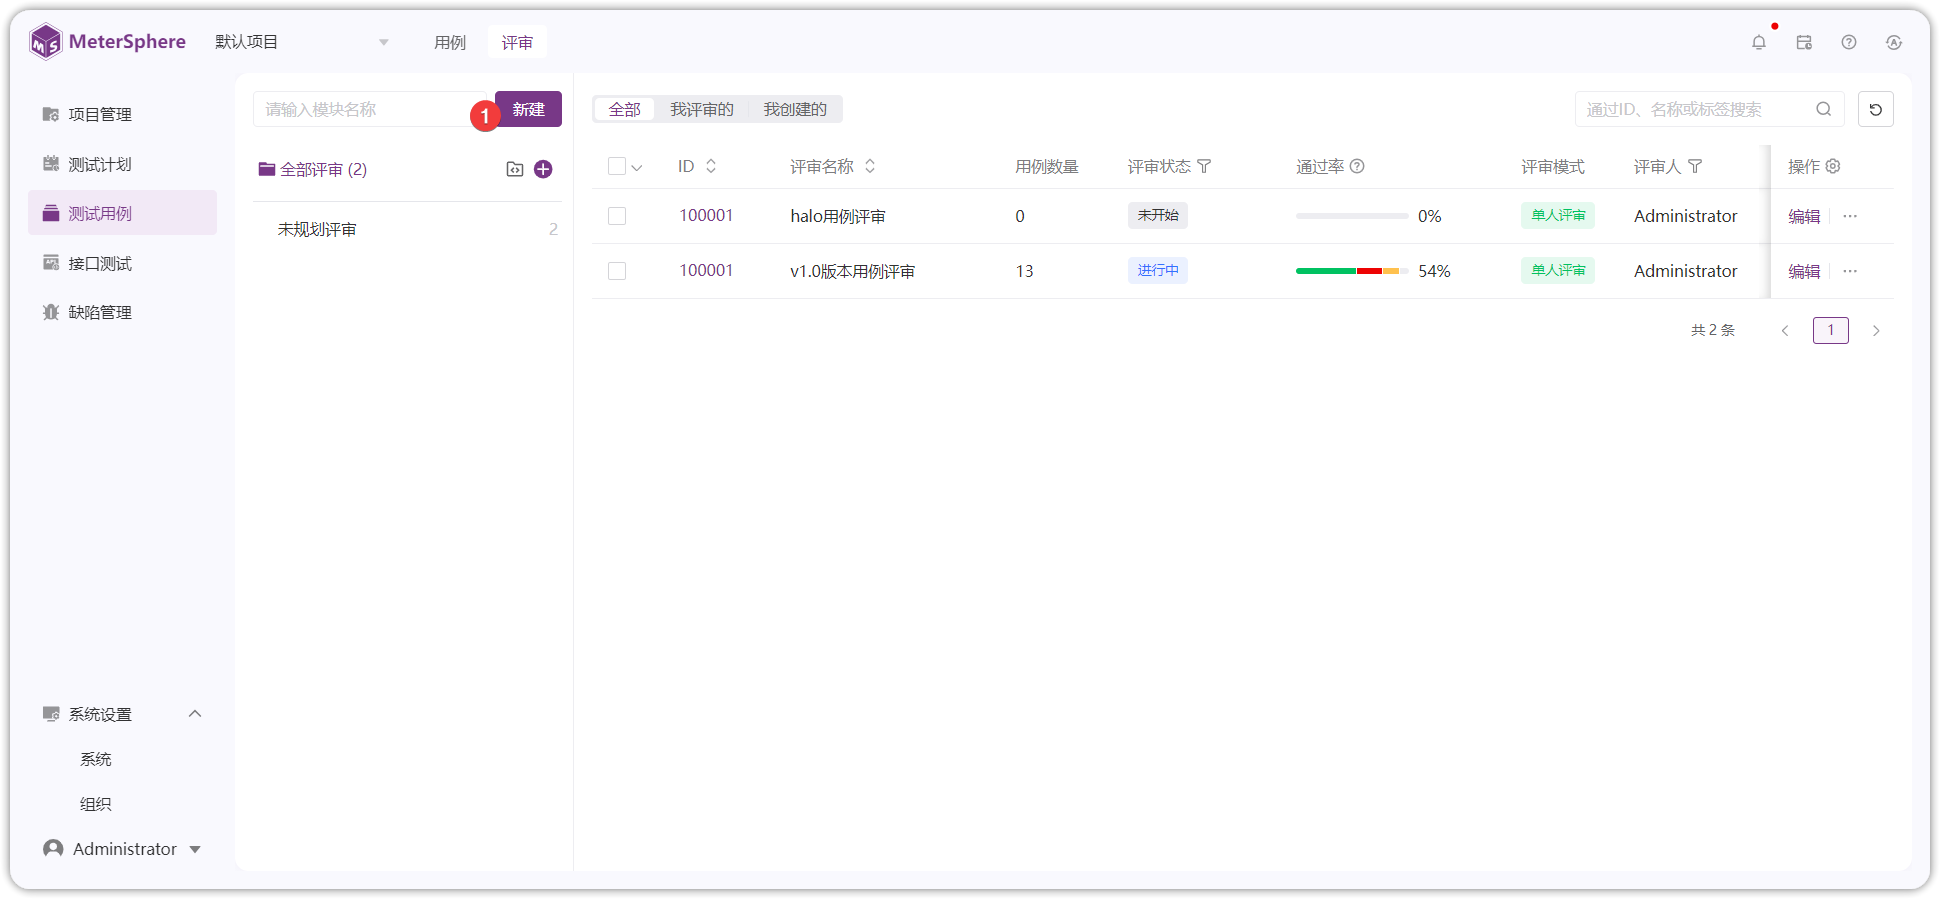 MeterSphere 默认项目 用例 评审
项目管理
测试计划
测试用例
接口测试
缺陷管理
系统设置
系统
组织
Administrator
请输入模块名称 1 新建
全部评审 (2)
未规划评审 2
全部 我评审的 我创建的 通过ID、名称或标签搜索
ID 评审名称 用例数量 评审状态 通过率 评审模式 评审人 操作
100001 halo用例评审 0 未开始 0% 单人评审 Administrator 编辑 ···
100001 v1.0版本用例评审 13 进行中 54% 单人评审 Administrator 编辑 ···
共 2 条 1